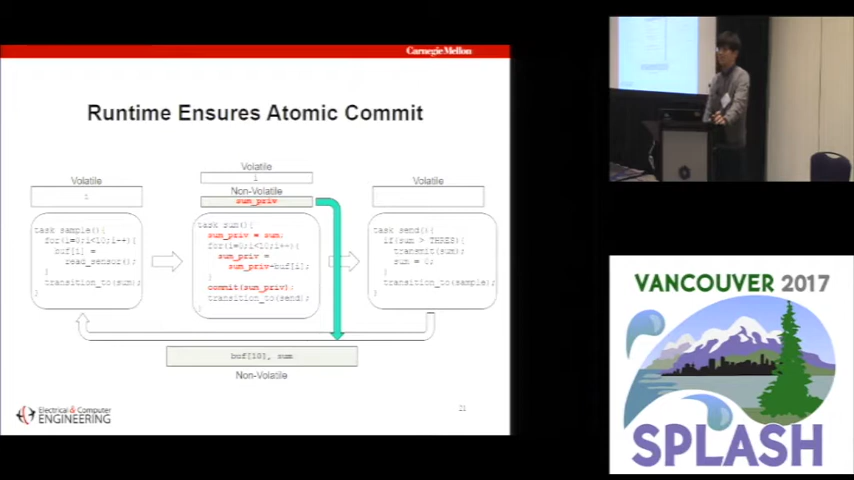 Carnegie Mellon
Runtime Ensures Atomic Commit
Volatile
i
task sample(){
for(i=0;i<10;i++){
buf[i] =
read_sensor();
}
transition_to(sum);
}
Volatile
i
Non-Volatile
sum_priv
task sum(){
sum_priv = sum;
for(i=0;i<10;i++){
sum_priv =
sum_priv+buf[i];
}
commit(sum_priv);
transition_to(send);
}
Volatile
task send(){
if(sum > THRES){
transmit(sum);
sum = 0;
}
transition_to(sample);
}
buf[10], sum
Non-Volatile
Electrical & Computer
ENGINEERING
21
VANCOUVER 2017
SPLASH